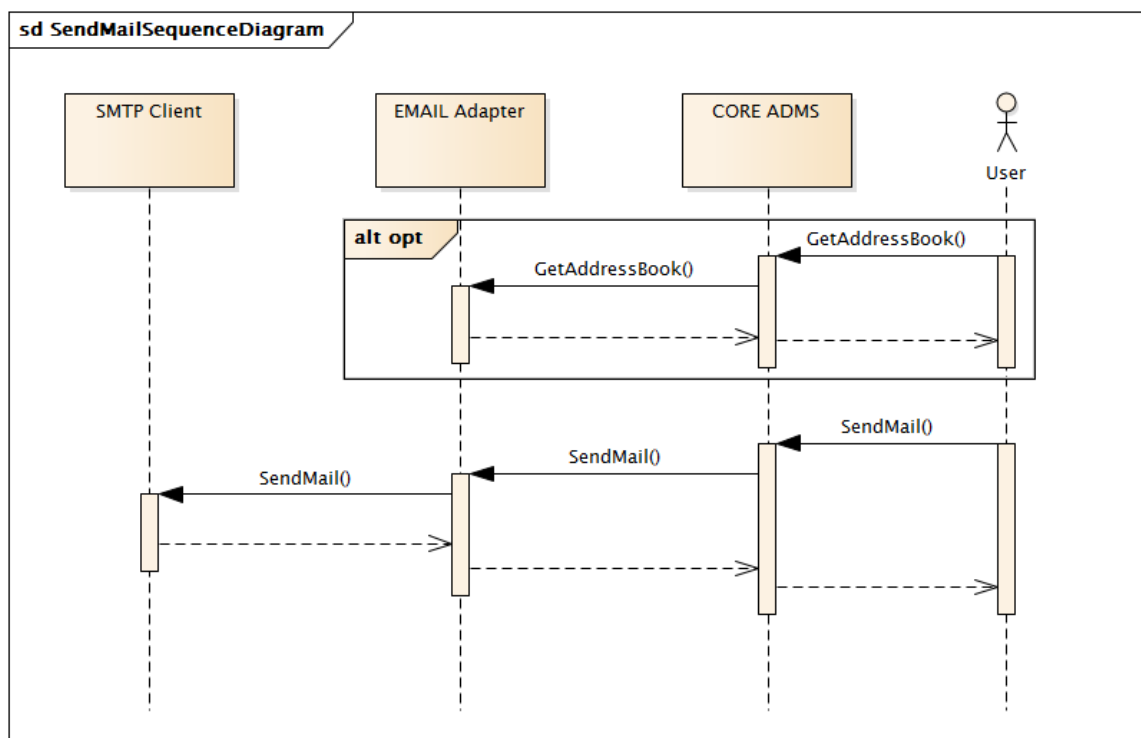 sd SendMailSequenceDiagram
SMTP Client
EMAIL Adapter
CORE ADMS
User
alt opt
GetAddressBook()
GetAddressBook()
SendMail()
SendMail()
SendMail()